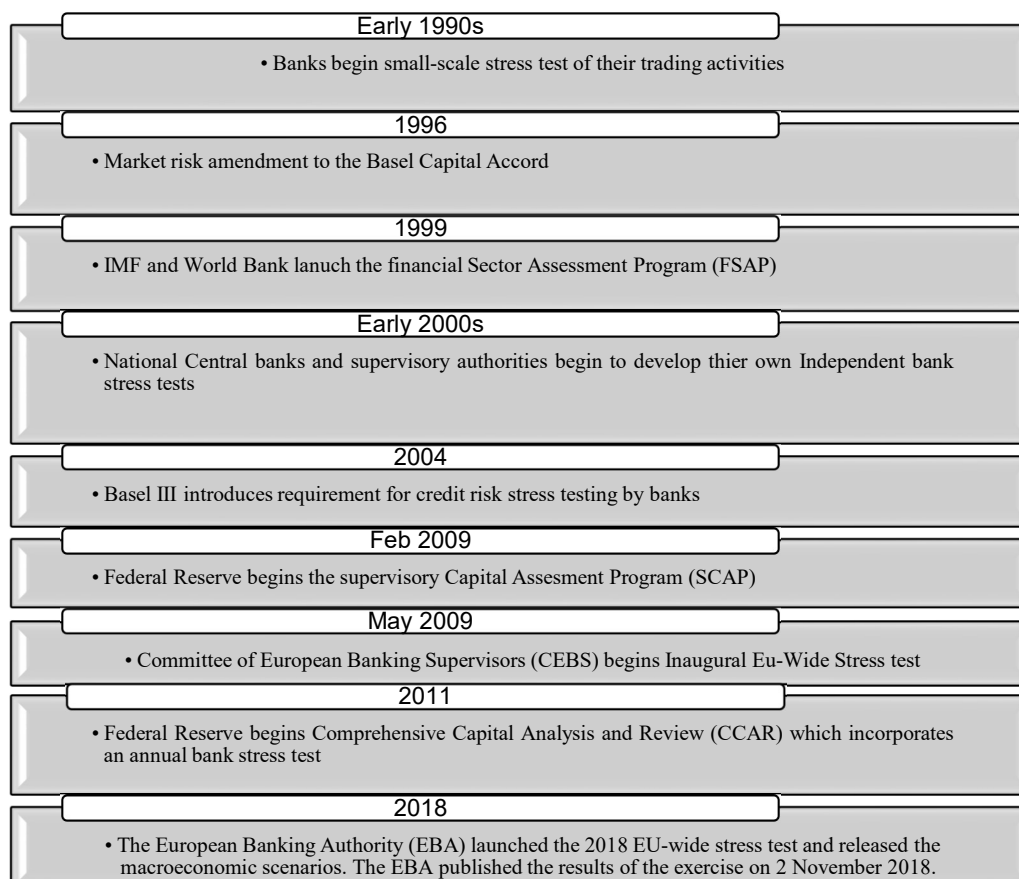 Early 1990s
• Banks begin small-scale stress test of their trading activities
1996
• Market risk amendment to the Basel Capital Accord
1999
• IMF and World Bank lanuch the financial Sector Assessment Program (FSAP)
Early 2000s
• National Central banks and supervisory authorities begin to develop thier own Independent bank
stress tests
2004
• Basel III introduces requirement for credit risk stress testing by banks
Feb 2009
• Federal Reserve begins the supervisory Capital Assesment Program (SCAP)
May 2009
• Committee of European Banking Supervisors (CEBS) begins Inaugural Eu-Wide Stress test
2011
• Federal Reserve begins Comprehensive Capital Analysis and Review (CCAR) which incorporates
an annual bank stress test
2018
• The European Banking Authority (EBA) launched the 2018 EU-wide stress test and released the
macroeconomic scenarios. The EBA published the results of the exercise on 2 November 2018.